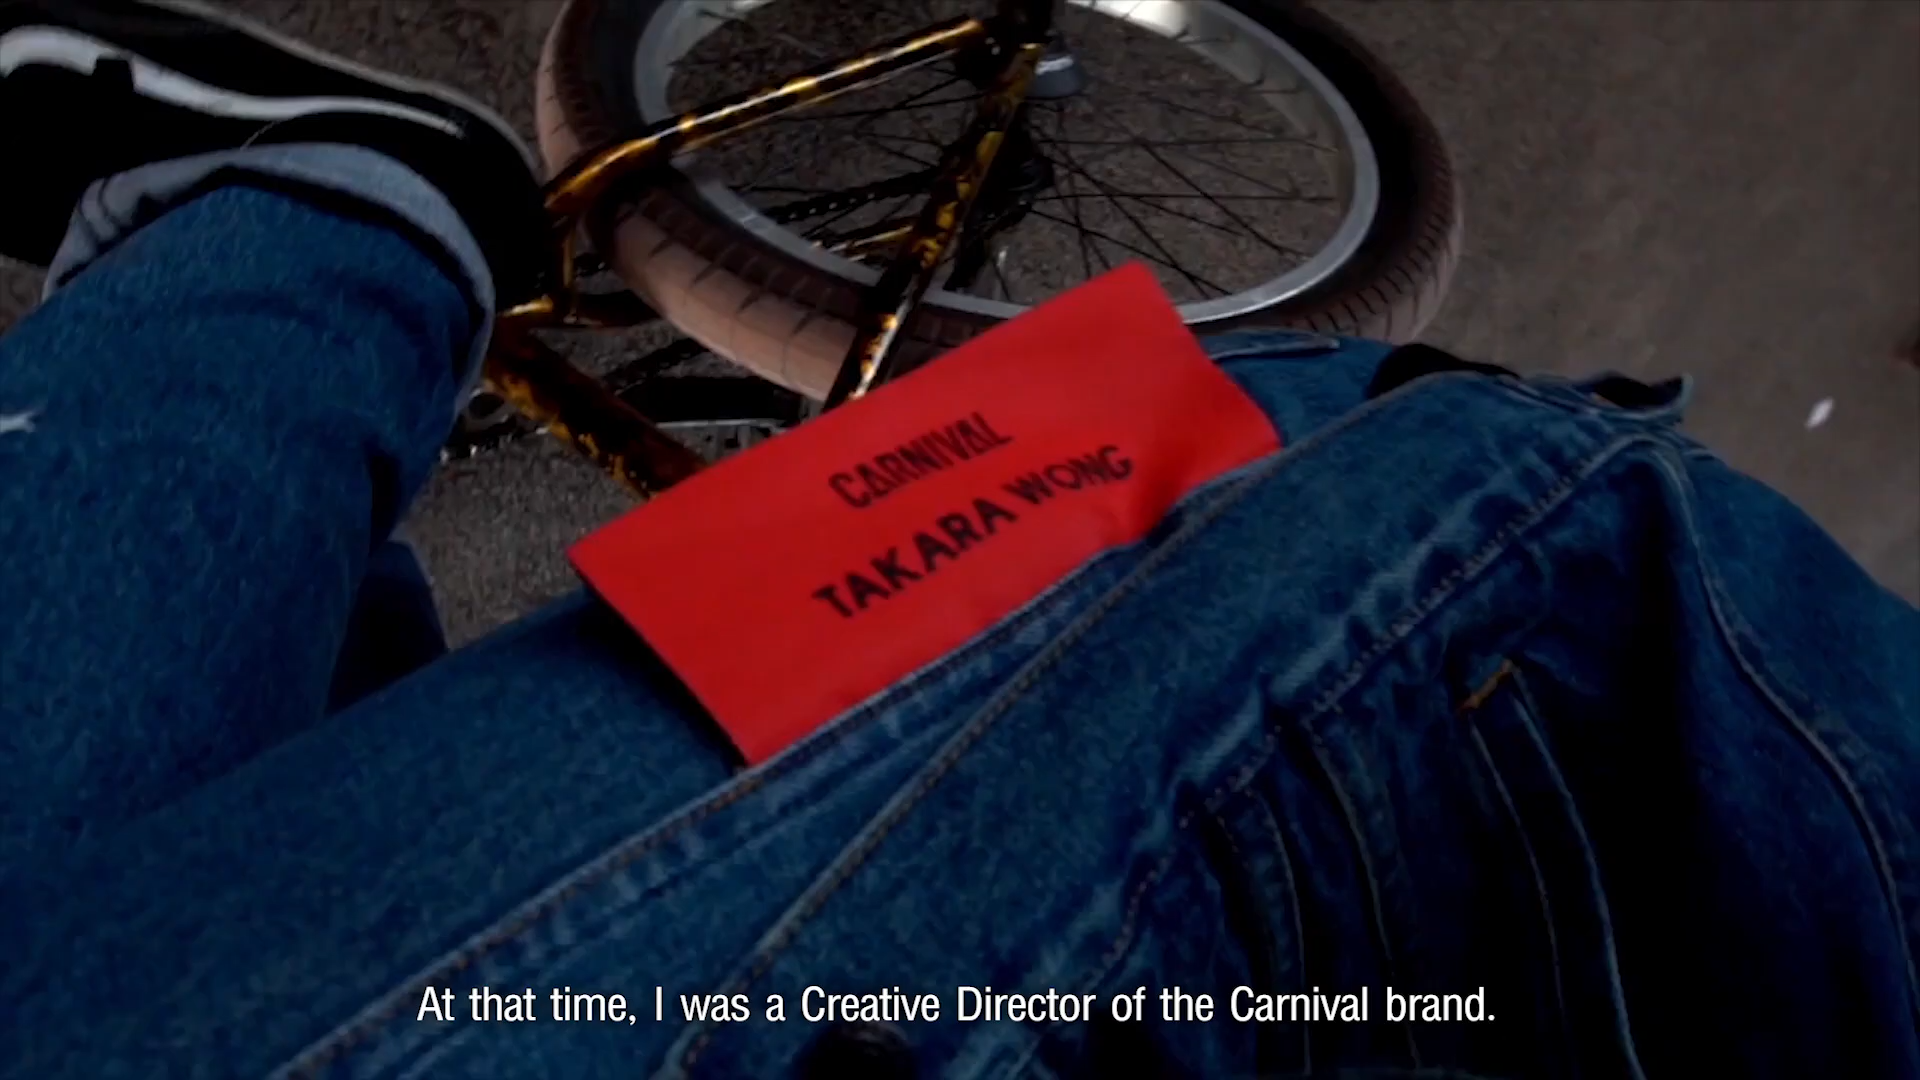 CARNIVAL
TAKARA WONG
At that time, I was a Creative Director of the Carnival brand.